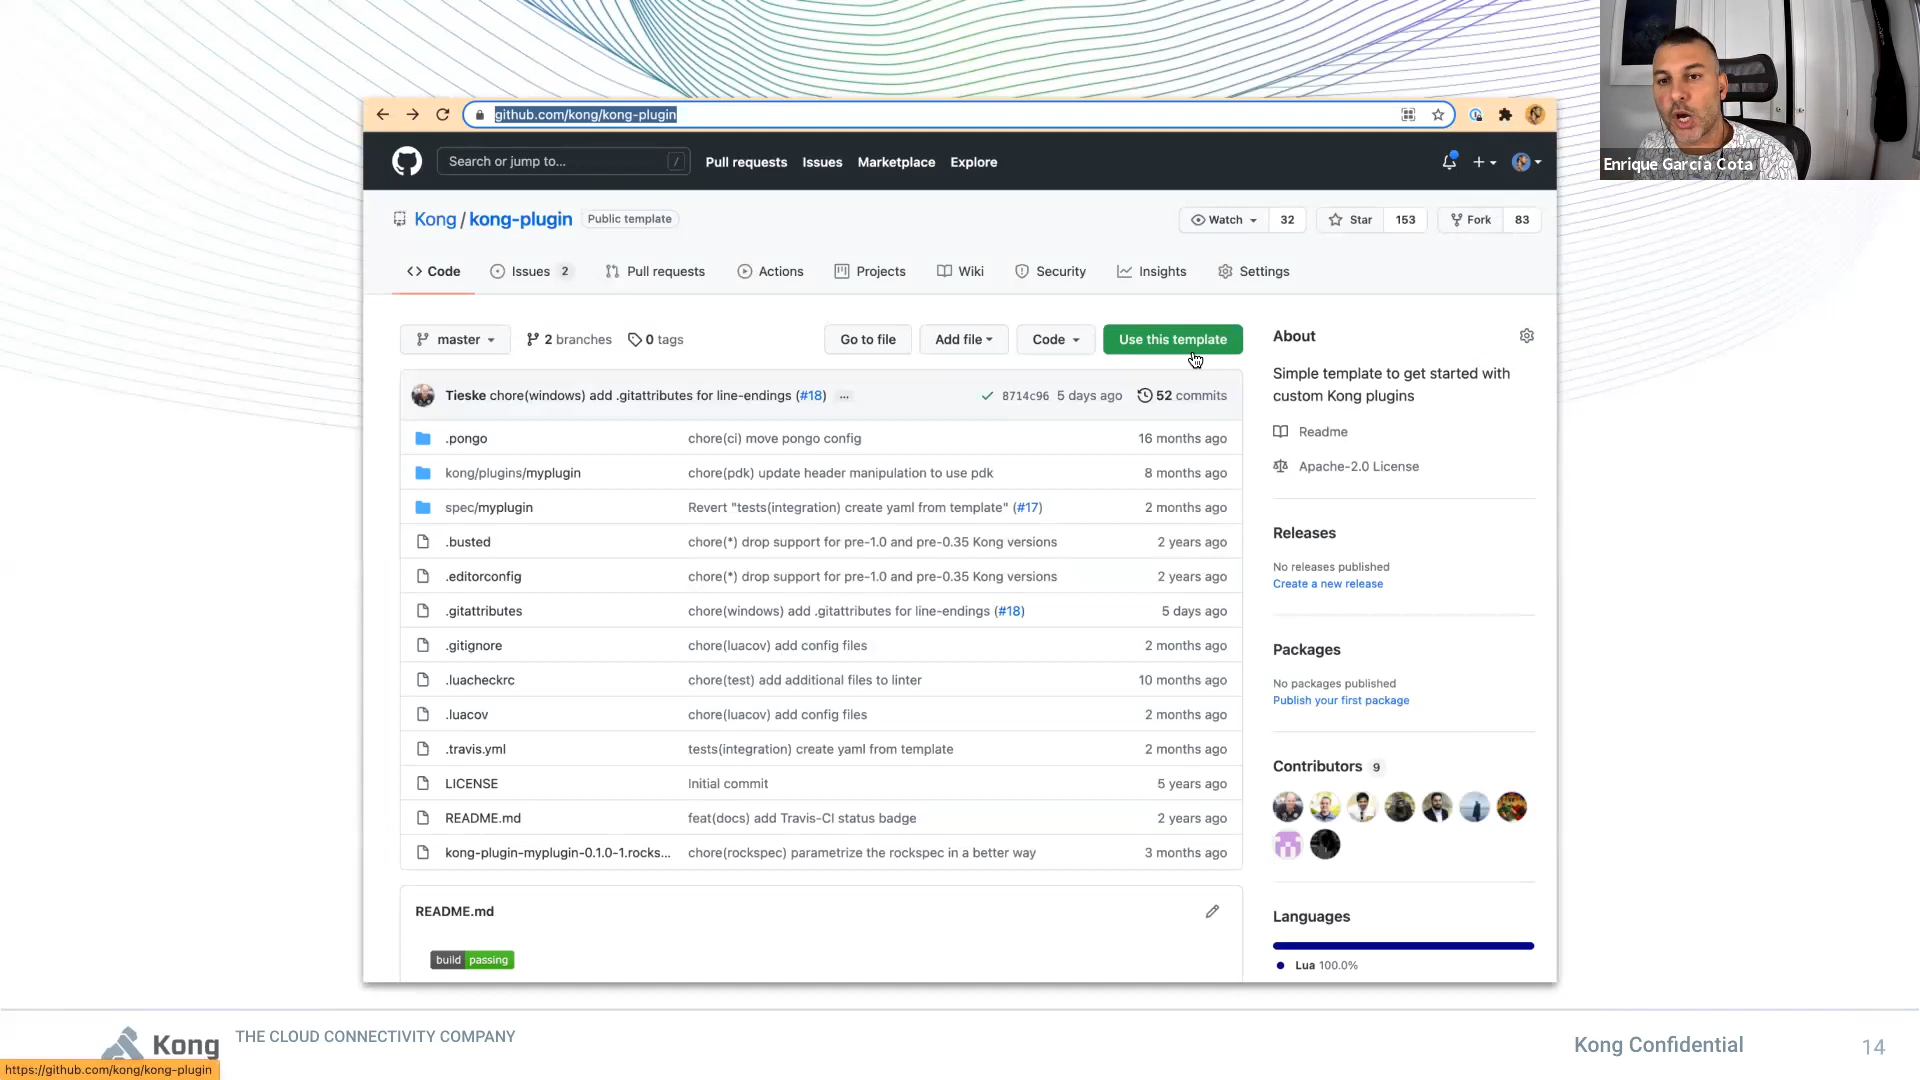 github.com/kong/kong-plugin
Search or jump to... /
Pull requests Issues Marketplace Explore
Enrique García Cota
Kong / kong-plugin Public template
Watch 32 Star 153 Fork 83
Code Issues 2 Pull requests Actions Projects Wiki Security Insights Settings
master 2 branches 0 tags Go to file Add file Code Use this template
Tieske chore(windows) add .gitattributes for line-endings (#18) ... 8714c96 5 days ago 52 commits
.pongo chore(ci) move pongo config 16 months ago
kong/plugins/myplugin chore(pdk) update header manipulation to use pdk 8 months ago
spec/myplugin Revert "tests(integration) create yaml from template" (#17) 2 months ago
.busted chore(*) drop support for pre-1.0 and pre-0.35 Kong versions 2 years ago
.editorconfig chore(*) drop support for pre-1.0 and pre-0.35 Kong versions 2 years ago
.gitattributes chore(windows) add .gitattributes for line-endings (#18) 5 days ago
.gitignore chore(luacov) add config files 2 months ago
.luacheckrc chore(test) add additional files to linter 10 months ago
.luacov chore(luacov) add config files 2 months ago
.travis.yml tests(integration) create yaml from template 2 months ago
LICENSE Initial commit 5 years ago
README.md feat(docs) add Travis-CI status badge 2 years ago
kong-plugin-myplugin-0.1.0-1.rocks... chore(rockspec) parametrize the rockspec in a better way 3 months ago
README.md
build passing
About
Simple template to get started with
custom Kong plugins
Readme
Apache-2.0 License
Releases
No releases published
Create a new release
Packages
No packages published
Publish your first package
Contributors 9
Languages
Lua 100.0%
Kong THE CLOUD CONNECTIVITY COMPANY
Kong Confidential 14
https://github.com/kong/kong-plugin